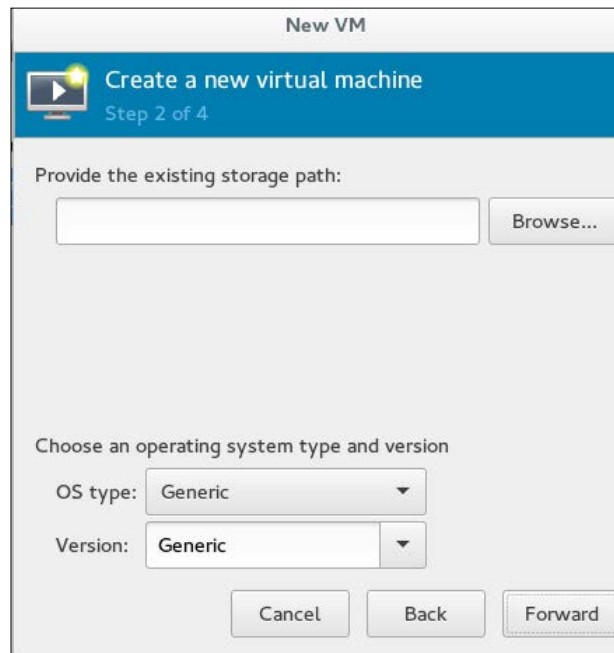 New VM
Create a new virtual machine
Step 2 of 4
Provide the existing storage path:
Browse...
Choose an operating system type and version
OS type: Generic
Version: Generic
Cancel Back Forward